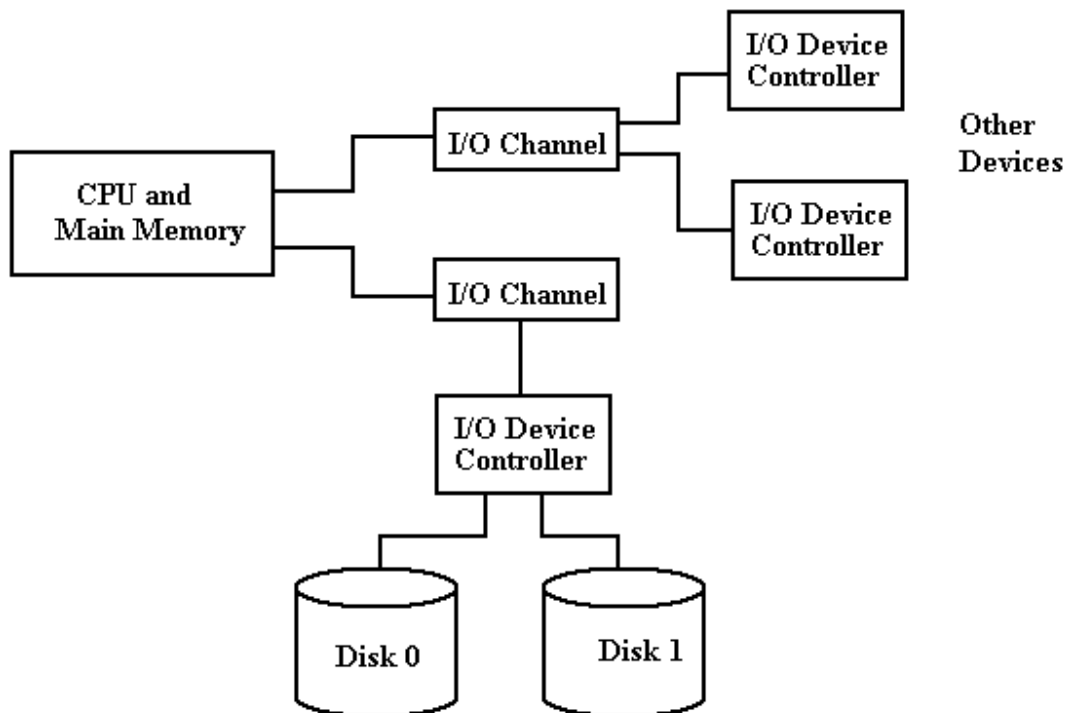 I/O Device
Controller
I/O Channel
Other
Devices
CPU and
Main Memory
I/O Device
Controller
I/O Channel
I/O Device
Controller
Disk 0
Disk 1